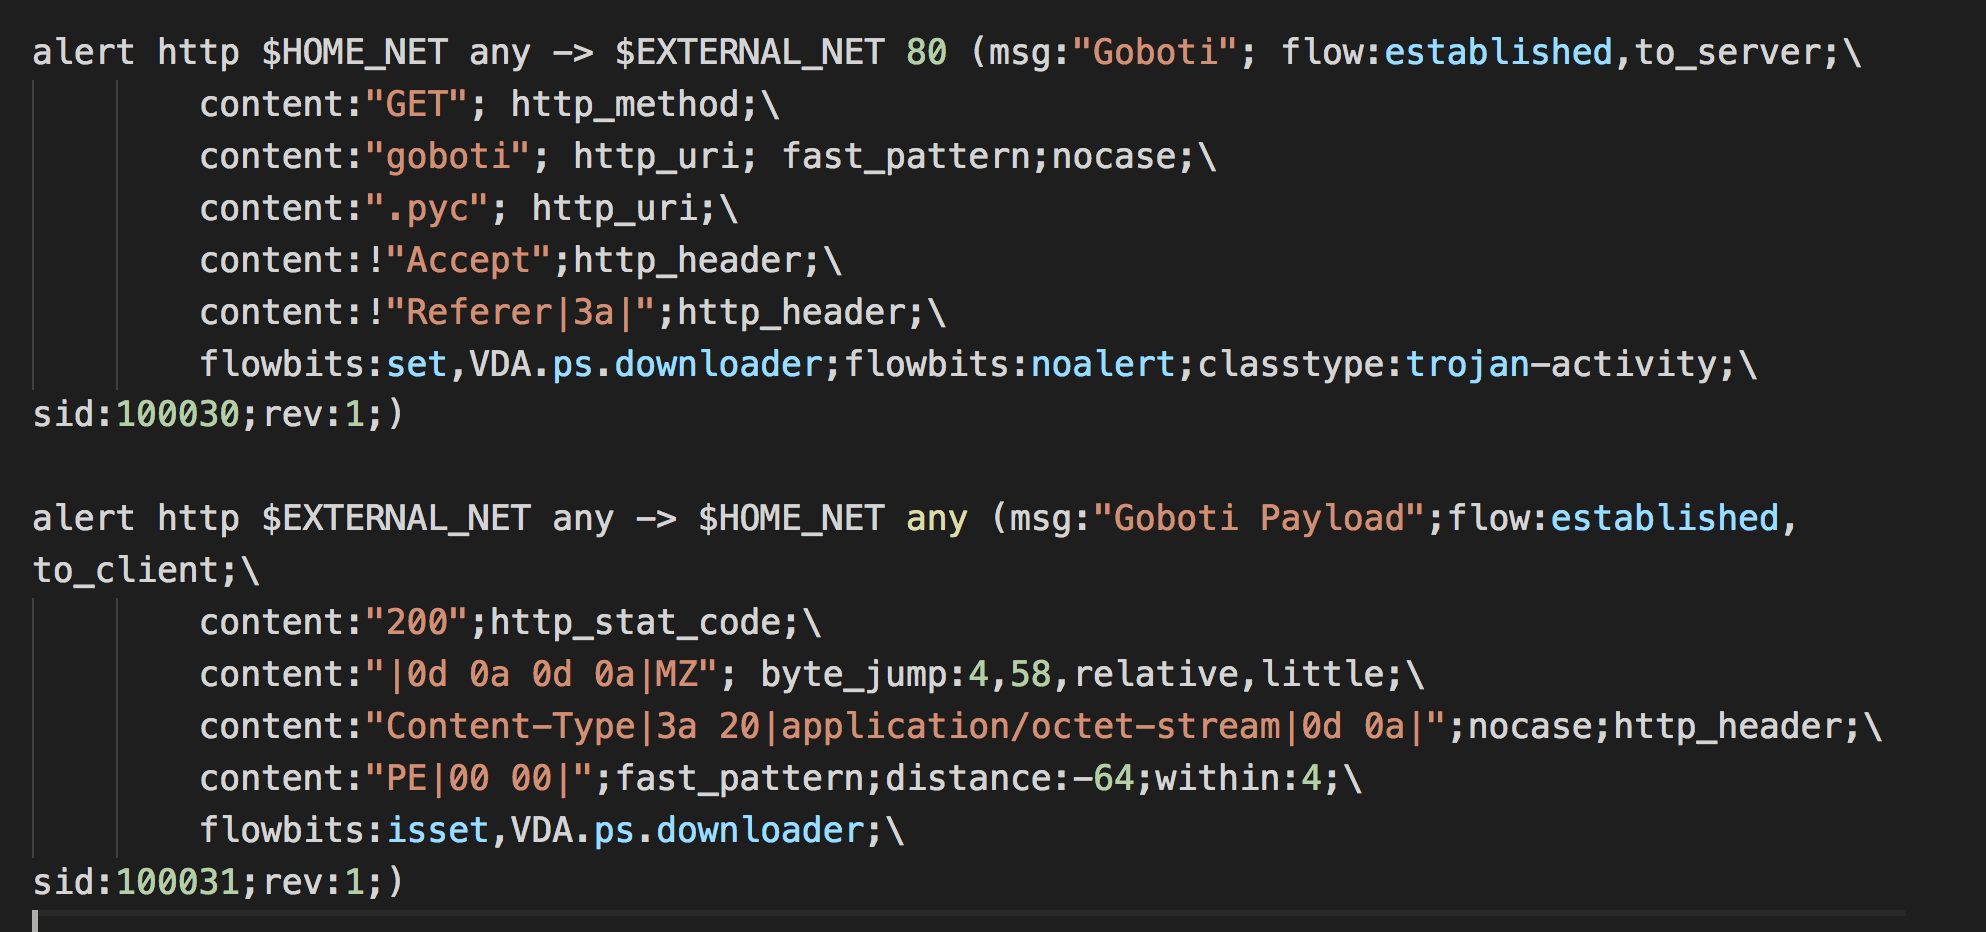 alert http $HOME_NET any -> $EXTERNAL_NET 80 (msg:"Goboti"; flow:established,to_server;\
content:"GET"; http_method;\
content:"goboti"; http_uri; fast_pattern;nocase;\
content:".pyc"; http_uri;\
content:!"Accept";http_header;\
content:!"Referer|3a|";http_header;\
flowbits:set,VDA.ps.downloader;flowbits:noalert;classtype:trojan-activity;\
sid:100030;rev:1;)
alert http $EXTERNAL_NET any -> $HOME_NET any (msg:"Goboti Payload";flow:established,
to_client;\
content:"200";http_stat_code;\
content:"|0d 0a 0d 0a|MZ"; byte_jump:4,58,relative,little;\
content:"Content-Type|3a 20|application/octet-stream|0d 0a|";nocase;http_header;\
content:"PE|00 00|";fast_pattern;distance:-64;within:4;\
flowbits:isset,VDA.ps.downloader;\
sid:100031;rev:1;)